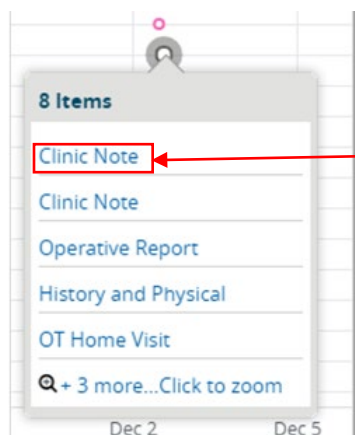 8 Items
Clinic Note
Clinic Note
Operative Report
History and Physical
OT Home Visit
+ 3 more...Click to zoom
Dec 2 Dec 5